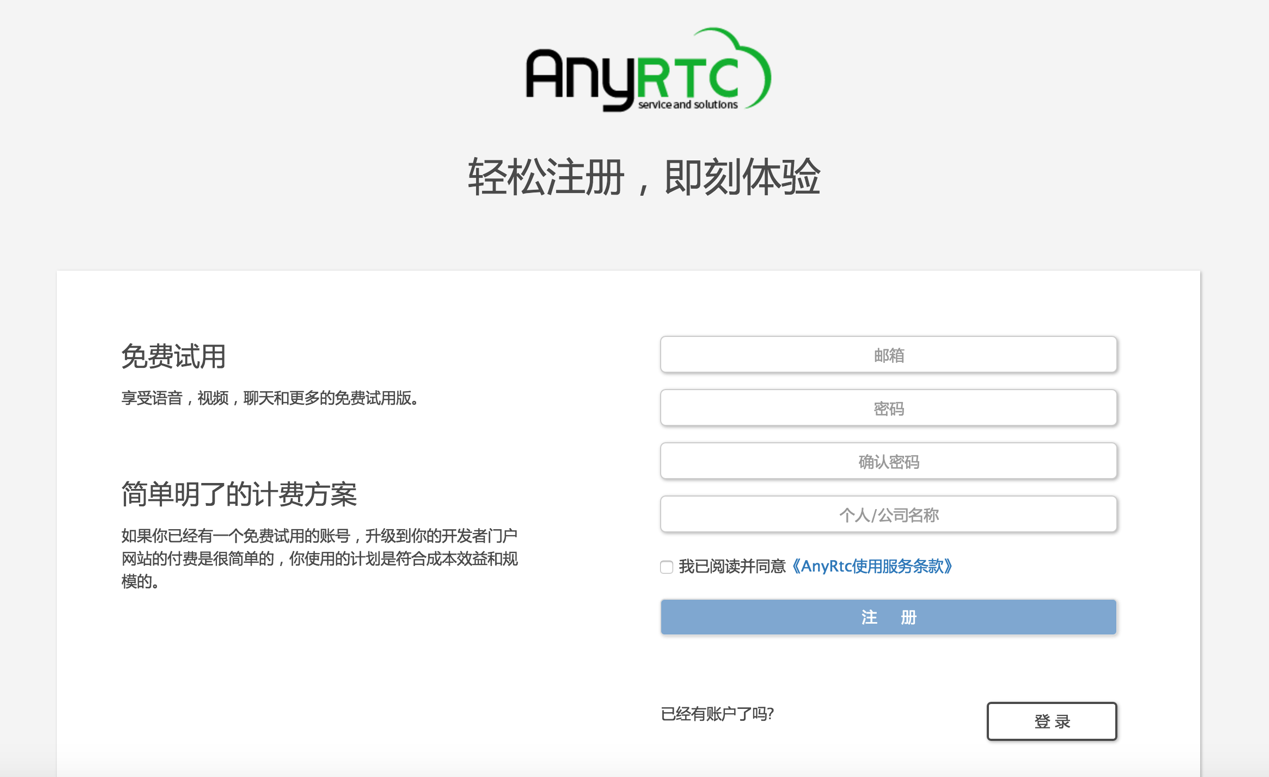 AnyRTC
service and solutions
轻松注册，即刻体验
免费试用
享受语音，视频，聊天和更多的免费试用版。
简单明了的计费方案
如果你已经有一个免费试用的账号，升级到你的开发者门户
网站的付费是很简单的，你使用的计划是符合成本效益和规
模的。
邮箱
密码
确认密码
个人/公司名称
我已阅读并同意《AnyRtc使用服务条款》
注 册
已经有账户了吗?
登 录